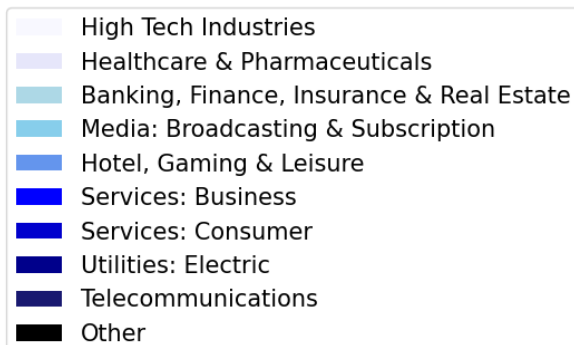 High Tech Industries
Healthcare & Pharmaceuticals
Banking, Finance, Insurance & Real Estate
Media: Broadcasting & Subscription
Hotel, Gaming & Leisure
Services: Business
Services: Consumer
Utilities: Electric
Telecommunications
Other